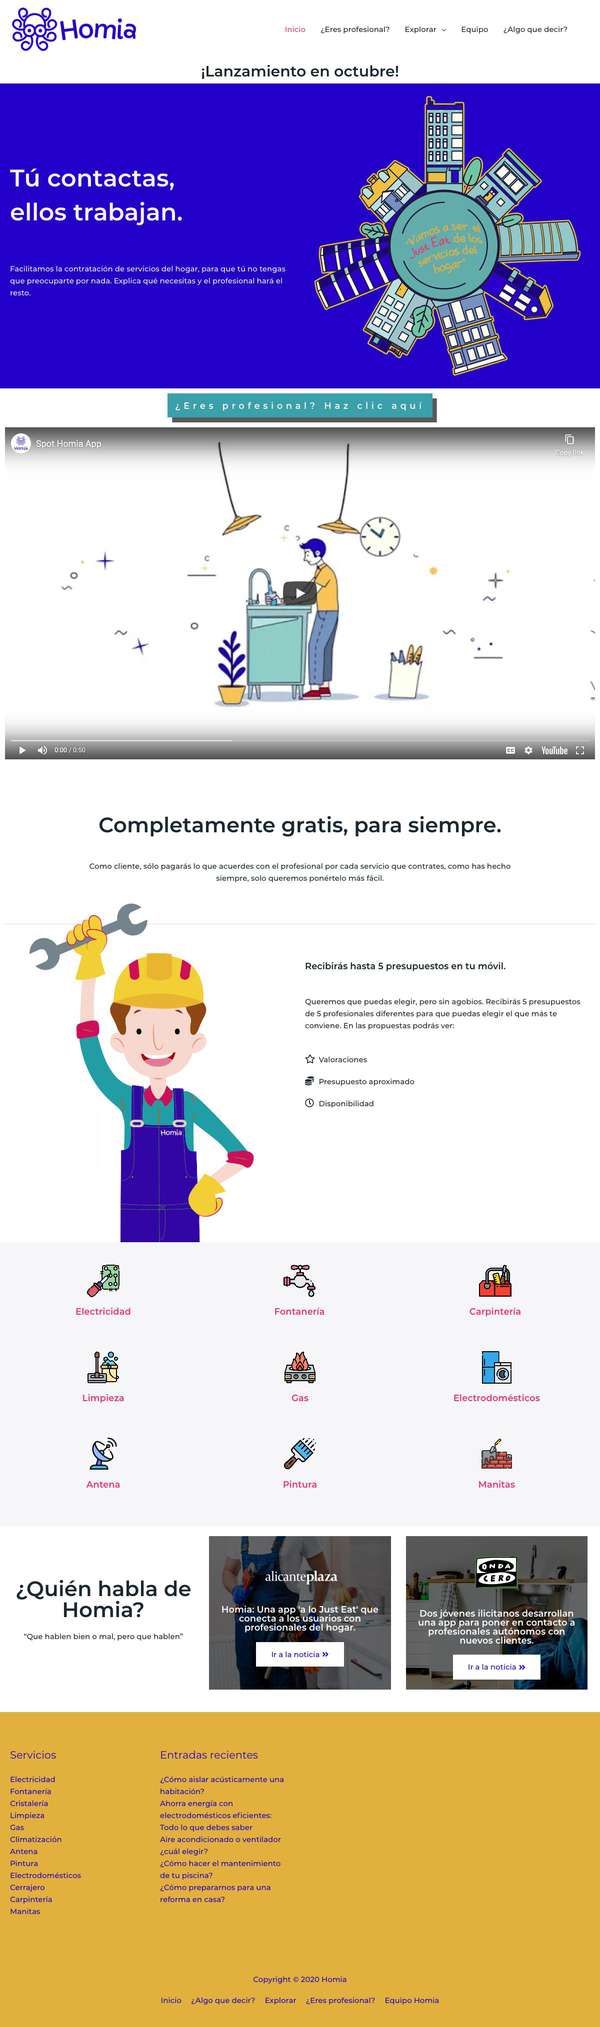 Homia
Inicio
¿Eres profesional?
Explorar
Equipo
¿Algo que decir?
¡Lanzamiento en octubre!
Tú contactas,
ellos trabajan.
Facilitamos la contratación de servicios del hogar, para que tú no tengas
que preocuparte por nada. Explica qué necesitas y el profesional hará el
resto.
"Vamos a ser el
Just Eat de los
servicios del
hogar"
¿Eres profesional? Haz clic aquí
Spot Homia App
Copy link
0:00 / 0:50
YouTube
Completamente gratis, para siempre.
Como cliente, sólo pagarás lo que acuerdes con el profesional por cada servicio que contrates, como has hecho
siempre, solo queremos ponértelo más fácil.
Homia
Recibirás hasta 5 presupuestos en tu móvil.
Queremos que puedas elegir, pero sin agobios. Recibirás 5 presupuestos
de 5 profesionales diferentes para que puedas elegir el que más te
conviene. En las propuestas podrás ver:
Valoraciones
Presupuesto aproximado
Disponibilidad
Electricidad
Fontanería
Carpintería
Limpieza
Gas
Electrodomésticos
Antena
Pintura
Manitas
¿Quién habla de
Homia?
"Que hablen bien o mal, pero que hablen"
alicanteplaza
Homia: Una app 'a lo Just Eat' que
conecta a los usuarios con
profesionales del hogar.
Ir a la noticia »
ONDA
CERO
Dos jóvenes ilicitanos desarrollan
una app para poner en contacto a
profesionales autónomos con
nuevos clientes.
Ir a la noticia »
Servicios
Electricidad
Fontanería
Cristalería
Limpieza
Gas
Climatización
Antena
Pintura
Electrodomésticos
Cerrajero
Carpintería
Manitas
Entradas recientes
¿Cómo aislar acústicamente una
habitación?
Ahorra energía con
electrodomésticos eficientes:
Todo lo que debes saber
Aire acondicionado o ventilador
¿cuál elegir?
¿Cómo hacer el mantenimiento
de tu piscina?
¿Cómo prepararnos para una
reforma en casa?
Copyright © 2020 Homia
Inicio
¿Algo que decir?
Explorar
¿Eres profesional?
Equipo Homia